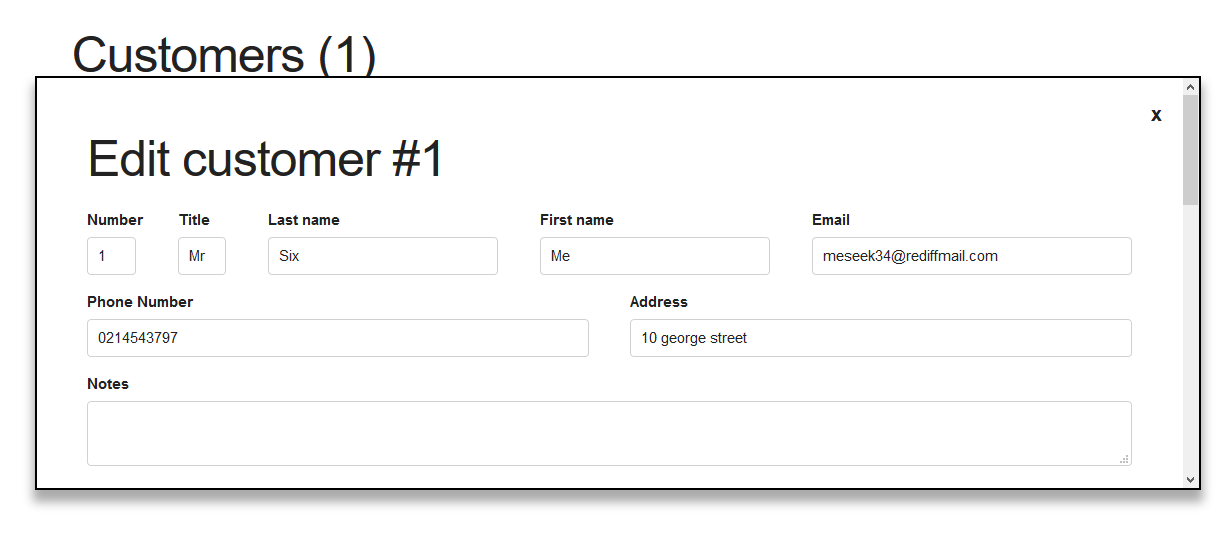 Customers (1)
x
Edit customer #1
Number Title Last name First name Email
1 Mr Six Me meseek34@rediffmail.com
Phone Number Address
0214543797 10 george street
Notes